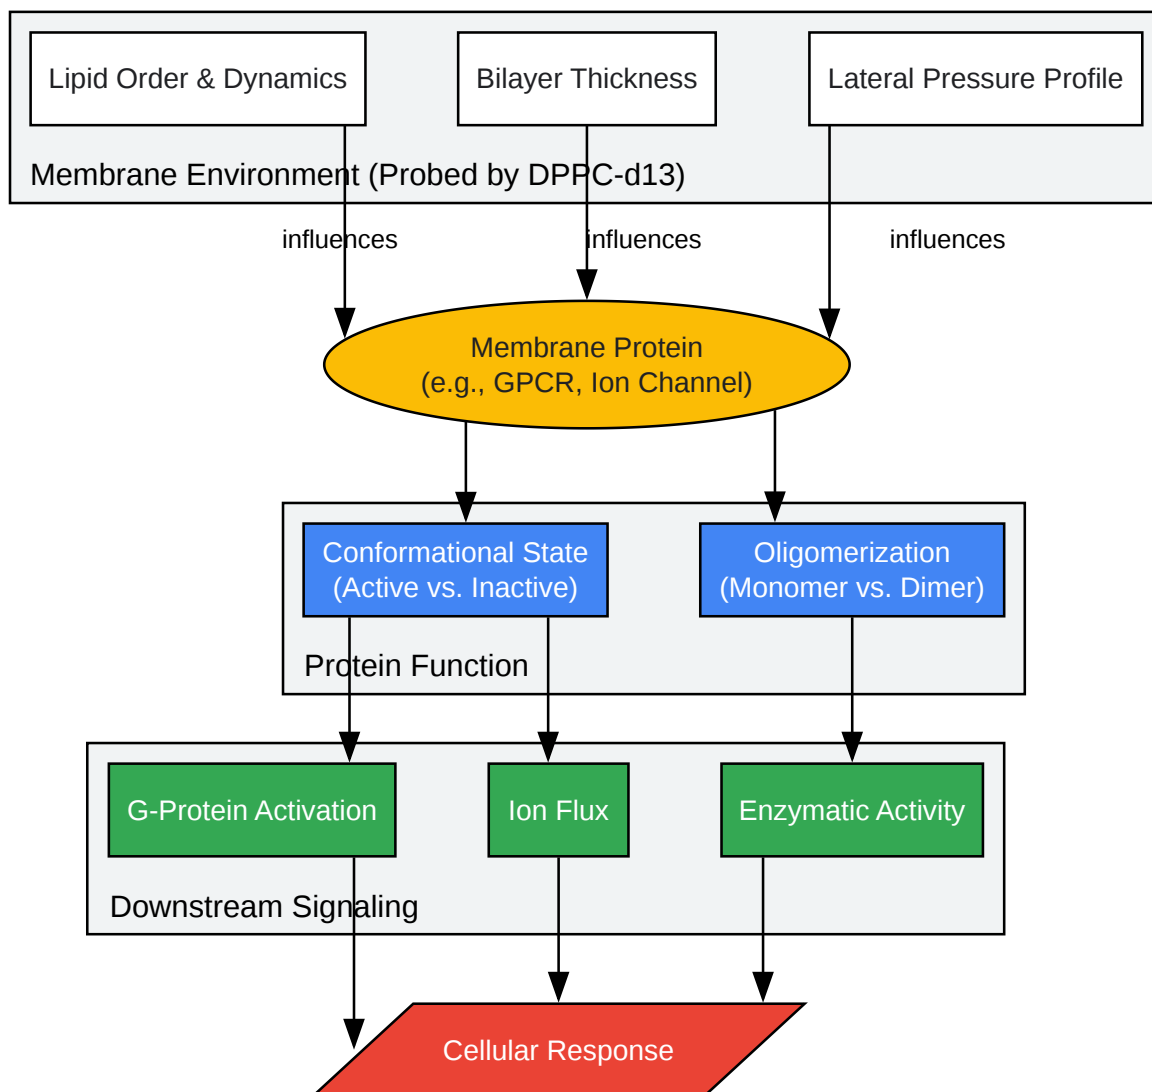 Lipid Order & Dynamics
Bilayer Thickness
Lateral Pressure Profile
Membrane Environment (Probed by DPPC-d13)
influences
influences
influences
Membrane Protein
(e.g., GPCR, Ion Channel)
Conformational State
(Active vs. Inactive)
Oligomerization
(Monomer vs. Dimer)
Protein Function
G-Protein Activation
Ion Flux
Enzymatic Activity
Downstream Signaling
Cellular Response